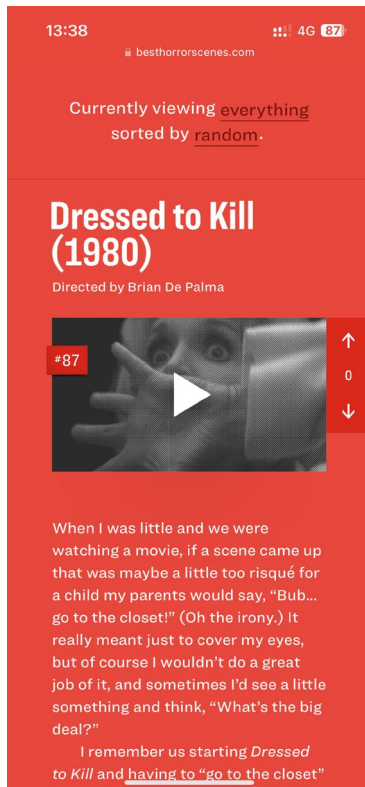 13:38
4G 87
besthorrorscenes.com
Currently viewing everything
sorted by random.
Dressed to Kill
(1980)
Directed by Brian De Palma
#87
0
When I was little and we were
watching a movie, if a scene came up
that was maybe a little too risqué for
a child my parents would say, “Bub...
go to the closet!” (Oh the irony.) It
really meant just to cover my eyes,
but of course I wouldn’t do a great
job of it, and sometimes I’d see a little
something and think, “What’s the big
deal?”
I remember us starting Dressed
to Kill and having to “go to the closet”